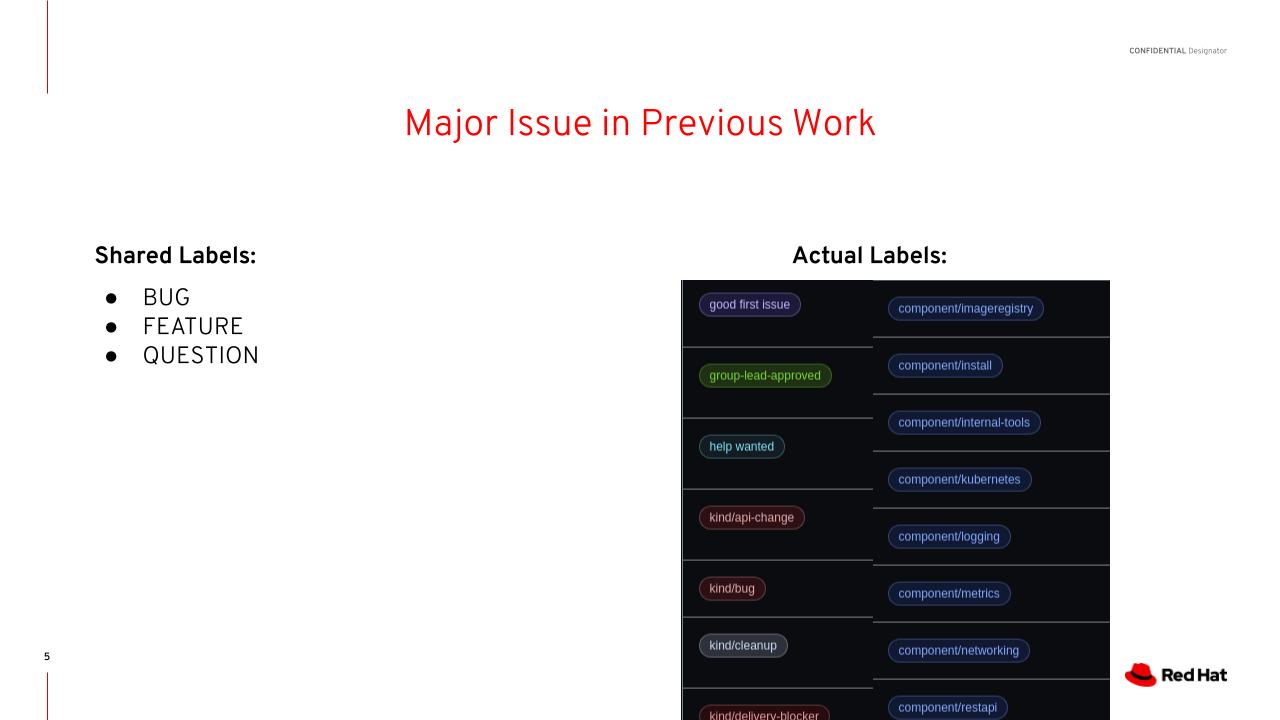 CONFIDENTIAL Designator
Major Issue in Previous Work
Shared Labels:
● BUG
● FEATURE
● QUESTION
Actual Labels:
good first issue
group-lead-approved
help wanted
kind/api-change
kind/bug
kind/cleanup
kind/delivery-blocker
component/imageregistry
component/install
component/internal-tools
component/kubernetes
component/logging
component/metrics
component/networking
component/restapi
5
Red Hat